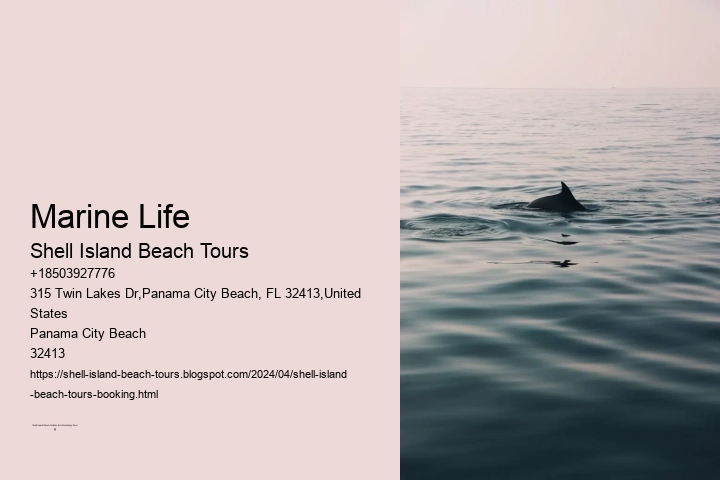 Marine Life
Shell Island Beach Tours
+18503927776
315 Twin Lakes Dr,Panama City Beach, FL 32413,United
States
Panama City Beach
32413
https://shell-island-beach-tours.blogspot.com/2024/04/shell-island
-beach-tours-booking.html